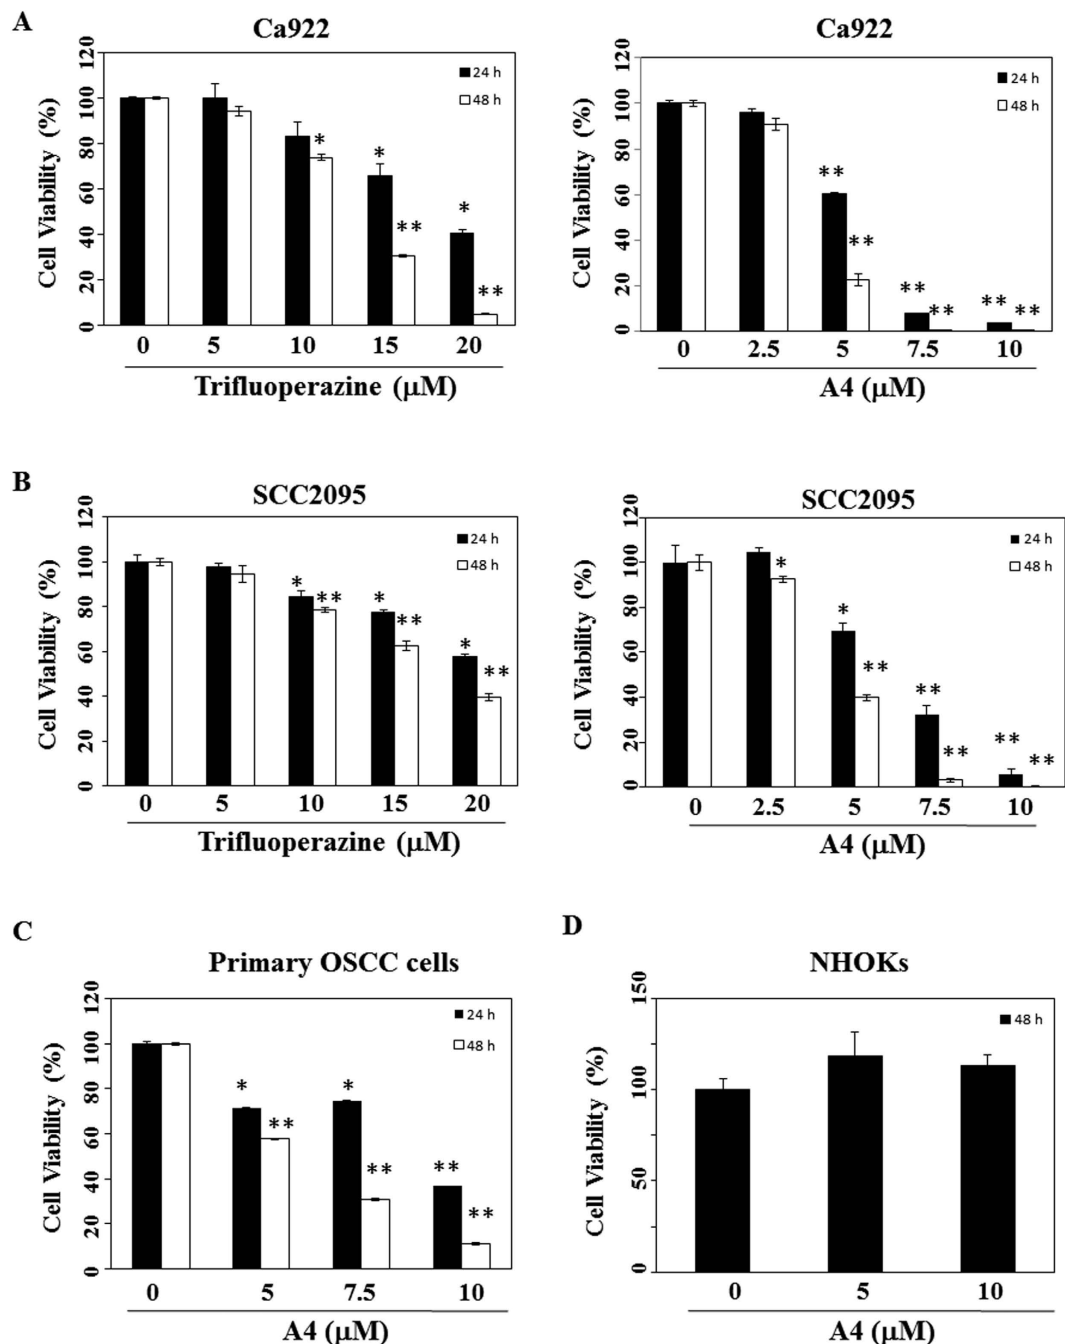 A
Ca922
Cell Viability (%)
120
100
80
60
40
20
0
24 h
48 h
*
*
**
*
**
0 5 10 15 20
Trifluoperazine (µM)
Ca922
Cell Viability (%)
120
100
80
60
40
20
0
24 h
48 h
**
**
**
**
**
**
0 2.5 5 7.5 10
A4 (µM)
B
SCC2095
Cell Viability (%)
120
100
80
60
40
20
0
24 h
48 h
*
**
*
**
*
**
0 5 10 15 20
Trifluoperazine (µM)
SCC2095
Cell Viability (%)
120
100
80
60
40
20
0
24 h
48 h
*
*
**
**
**
**
**
0 2.5 5 7.5 10
A4 (µM)
C
Primary OSCC cells
Cell Viability (%)
120
100
80
60
40
20
0
24 h
48 h
*
**
*
**
**
**
0 5 7.5 10
A4 (µM)
D
NHOKs
Cell Viability (%)
150
100
50
0
48 h
0 5 10
A4 (µM)